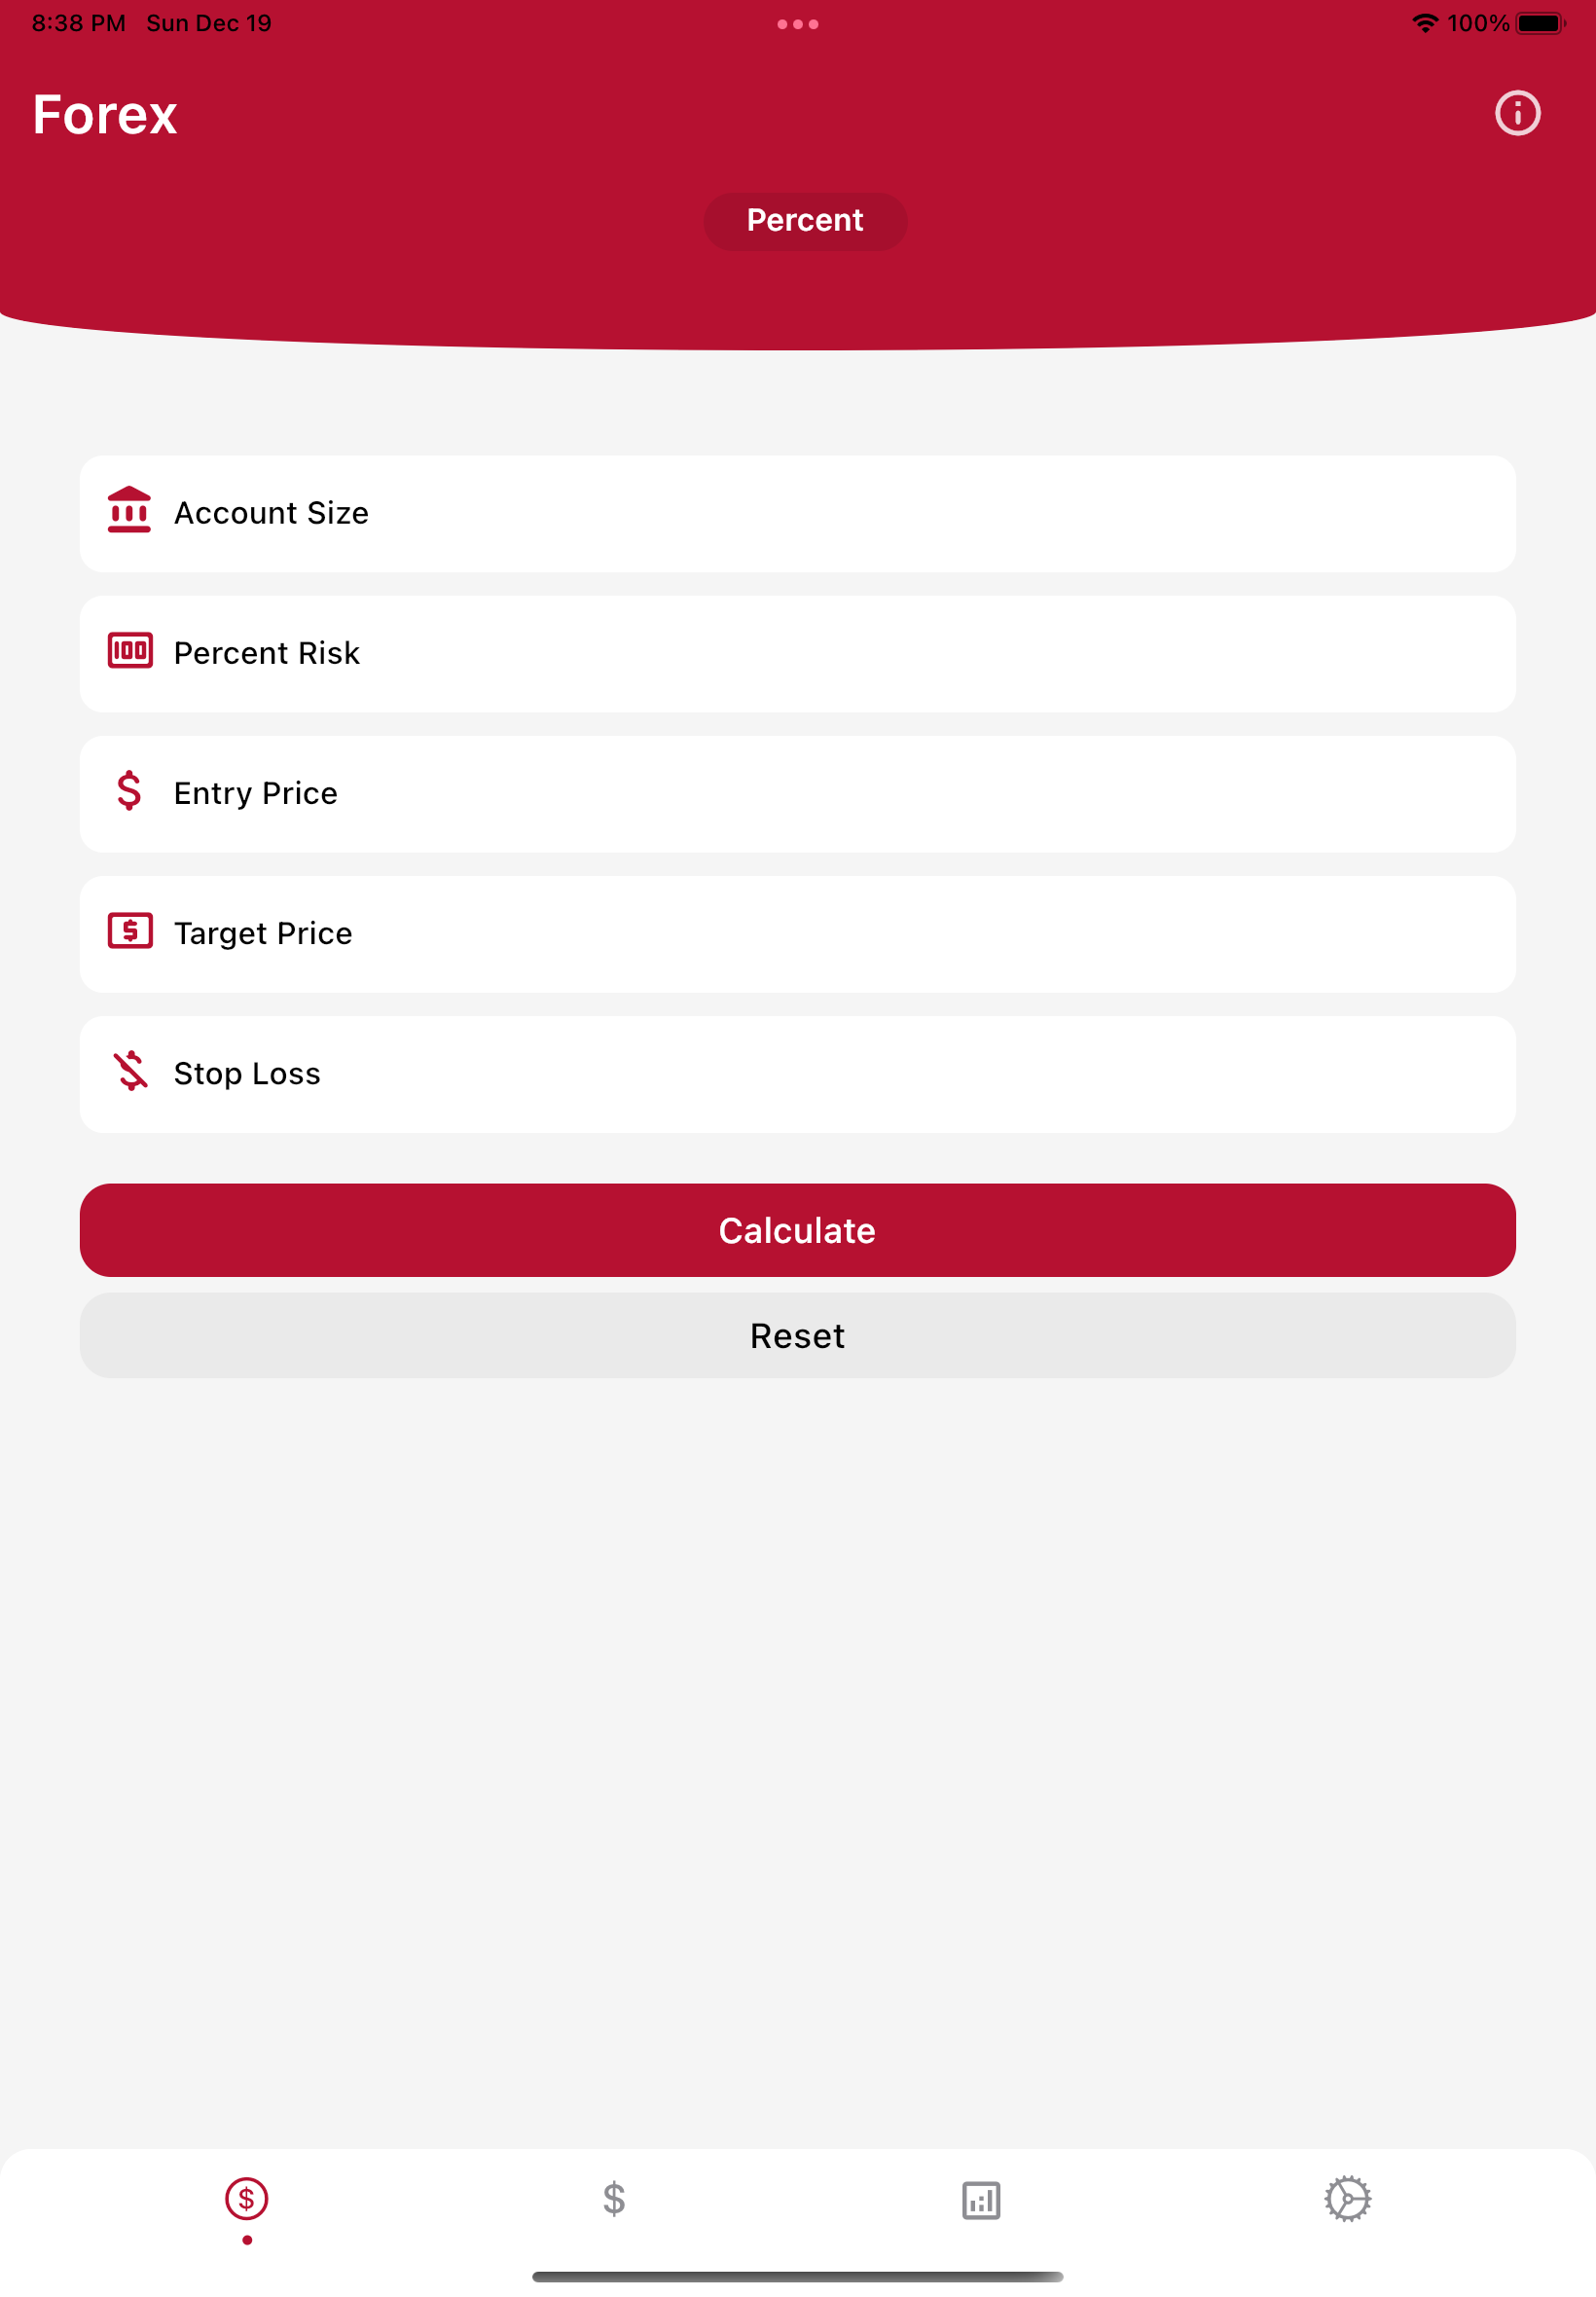 8:38 PM Sun Dec 19 100%
Forex
Percent
Account Size
Percent Risk
Entry Price
Target Price
Stop Loss
Calculate
Reset